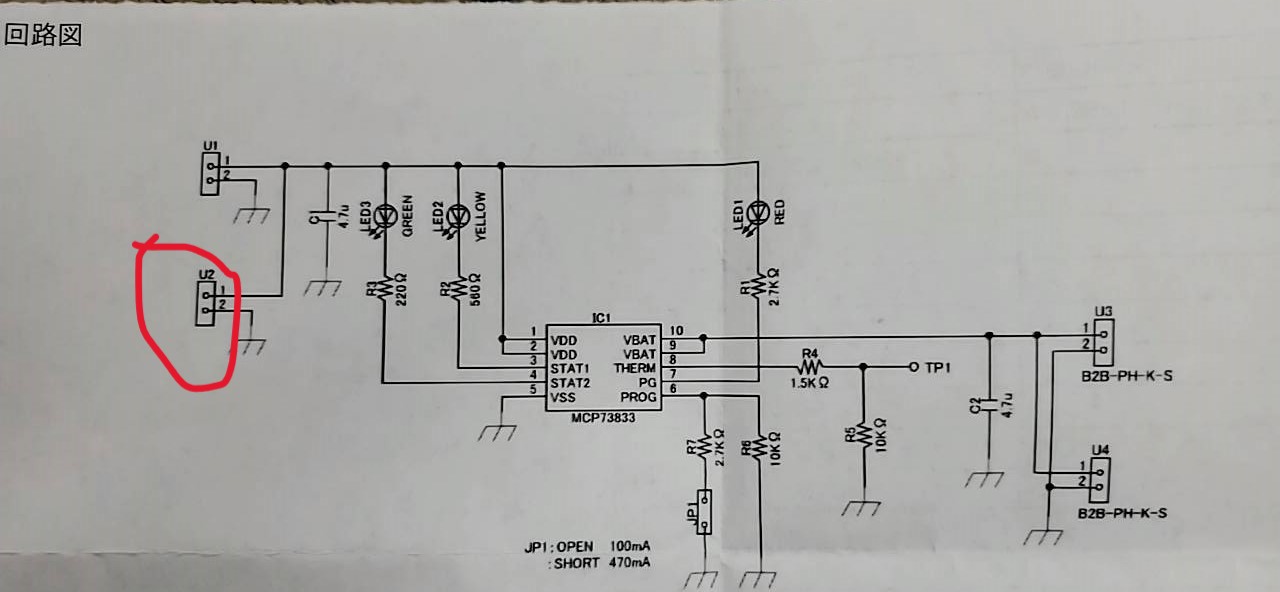 回路図
U1
1
2
U2
1
2
C1
4.7u
LED3
GREEN
R3
220Ω
LED2
YELLOW
R2
560Ω
LED1
RED
R1
2.7KΩ
IC1
1 VDD VBAT 10
2 VDD VBAT 9
3 STAT1 THERM 8
4 STAT2 PG 7
5 VSS PROG 6
MCP73833
R4
1.5KΩ
TP1
R5
10KΩ
R7
2.7KΩ
R6
10KΩ
JP1
C2
4.7u
U3
1
2
B2B-PH-K-S
U4
1
2
B2B-PH-K-S
JP1:OPEN 100mA
:SHORT 470mA